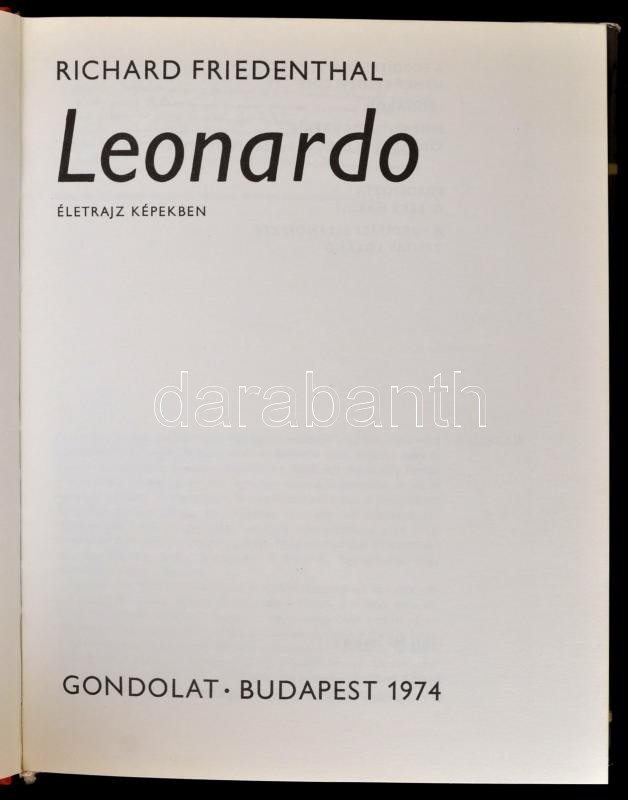 RICHARD FRIEDENTHAL
Leonardo
ÉLETRAJZ KÉPEKBEN
darabanth
GONDOLAT • BUDAPEST 1974